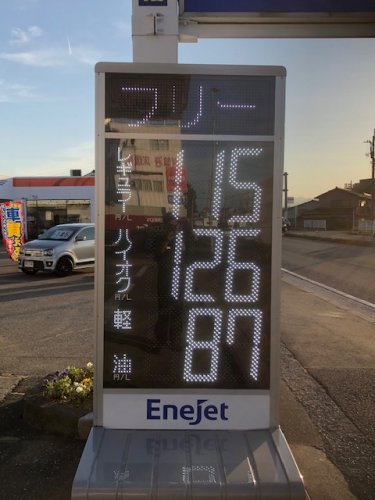 フリー
レギュラー 円/L 115
ハイオク 円/L 126
軽油 円/L 87
EneJet